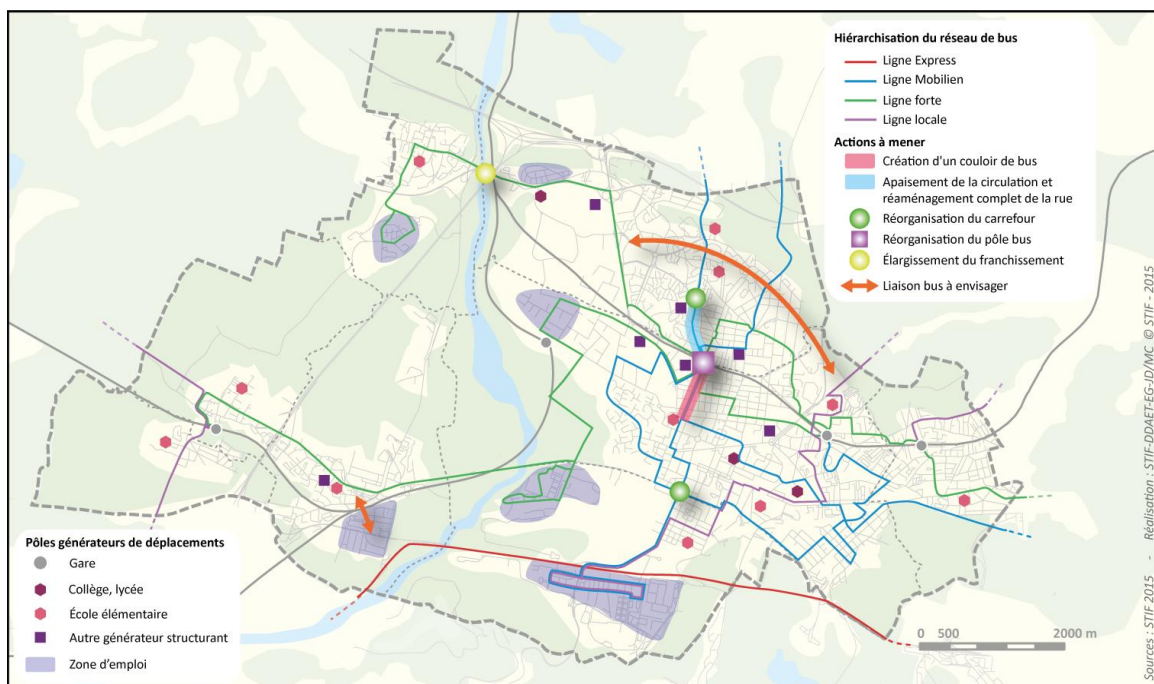 Hiérarchisation du réseau de bus
Ligne Express
Ligne Mobilien
Ligne forte
Ligne locale
Actions à mener
Création d'un couloir de bus
Apaisement de la circulation et
réaménagement complet de la rue
Réorganisation du carrefour
Réorganisation du pôle bus
Élargissement du franchissement
Liaison bus à envisager
Pôles générateurs de déplacements
Gare
Collège, lycée
École élémentaire
Autre générateur structurant
Zone d'emploi
0 500 2000 m
Sources : STIF 2015 - Réalisation : STIF-DDAET-EG-JD/MC © STIF - 2015